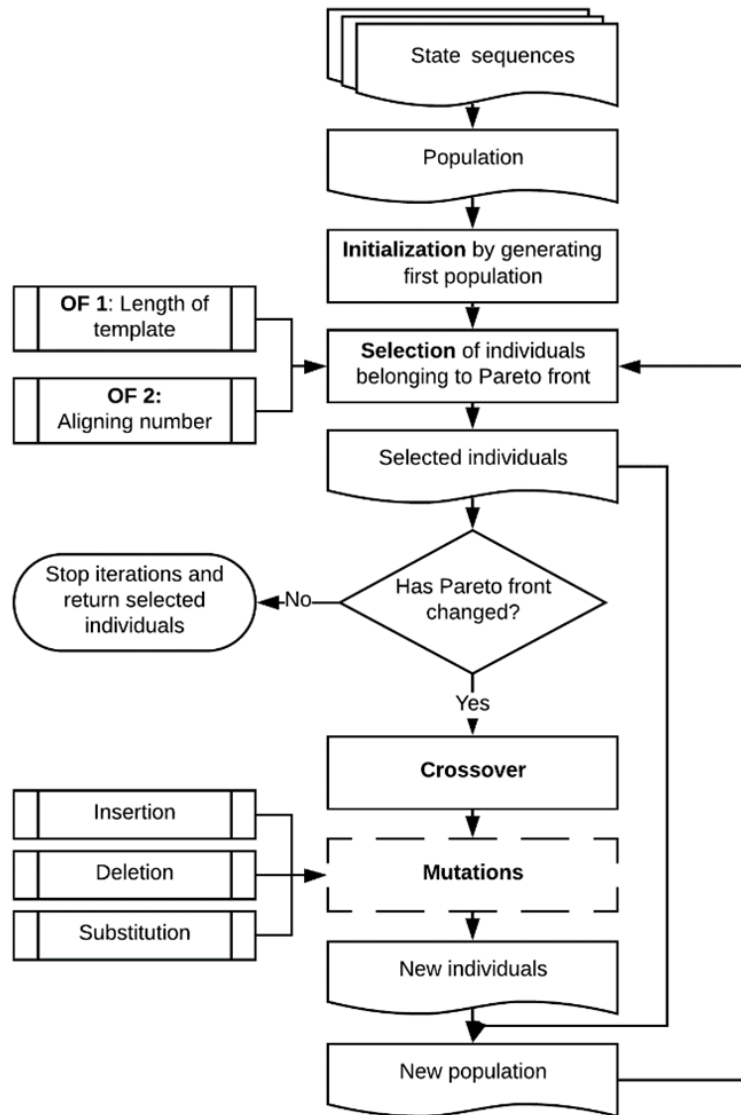 State sequences
Population
Initialization by generating
first population
OF 1: Length of
template
OF 2:
Aligning number
Selection of individuals
belonging to Pareto front
Selected individuals
Has Pareto front
changed?
No
Stop iterations and
return selected
individuals
Yes
Crossover
Insertion
Deletion
Substitution
Mutations
New individuals
New population